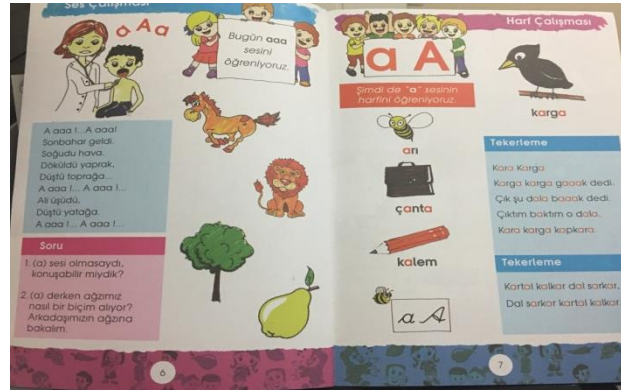 Ses Çalışması
a Aa
Bugün aaa
sesini
öğreniyoruz.
A aaa !... A aaa!
Sonbahar geldi.
Soğudu hava.
Döküldü yaprak,
Düştü toprağa...
A aaa !... A aaa !...
Ali üşüdü,
Düştü yatağa.
A aaa !... A aaa !...
Soru
1. (a) sesi olmasaydı,
konuşabilir miydik?
2. (a) derken ağzımız
nasıl bir biçim alıyor?
Arkadaşımızın ağzına
bakalım.
6
Harf Çalışması
a A
Şimdi de "a" sesinin
harfini öğreniyoruz.
arı
çanta
kalem
a A
karga
Tekerleme
Kara Karga
Karga karga gaaak dedi.
Çık şu dala baaak dedi.
Çıktım baktım o dala,
Kara karga kapkara.
Tekerleme
Kartal kalkar dal sarkar,
Dal sarkar kartal kalkar.
7